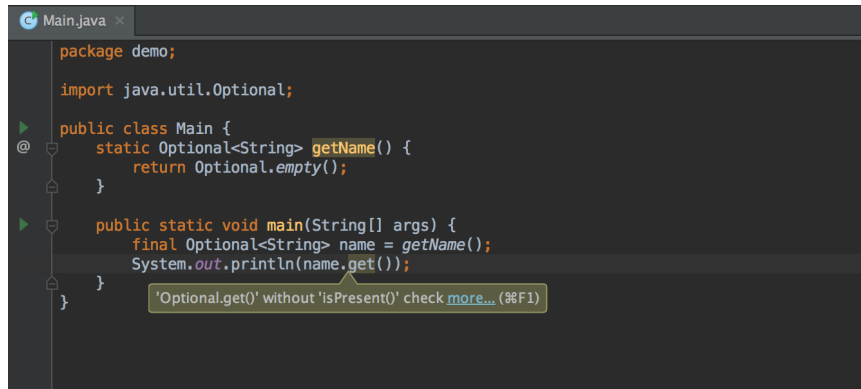 Main.java
package demo;
import java.util.Optional;
public class Main {
@
static Optional<String> getName() {
return Optional.empty();
}
public static void main(String[] args) {
final Optional<String> name = getName();
System.out.println(name.get());
}
'Optional.get()' without 'isPresent()' check more... (⌘F1)
}